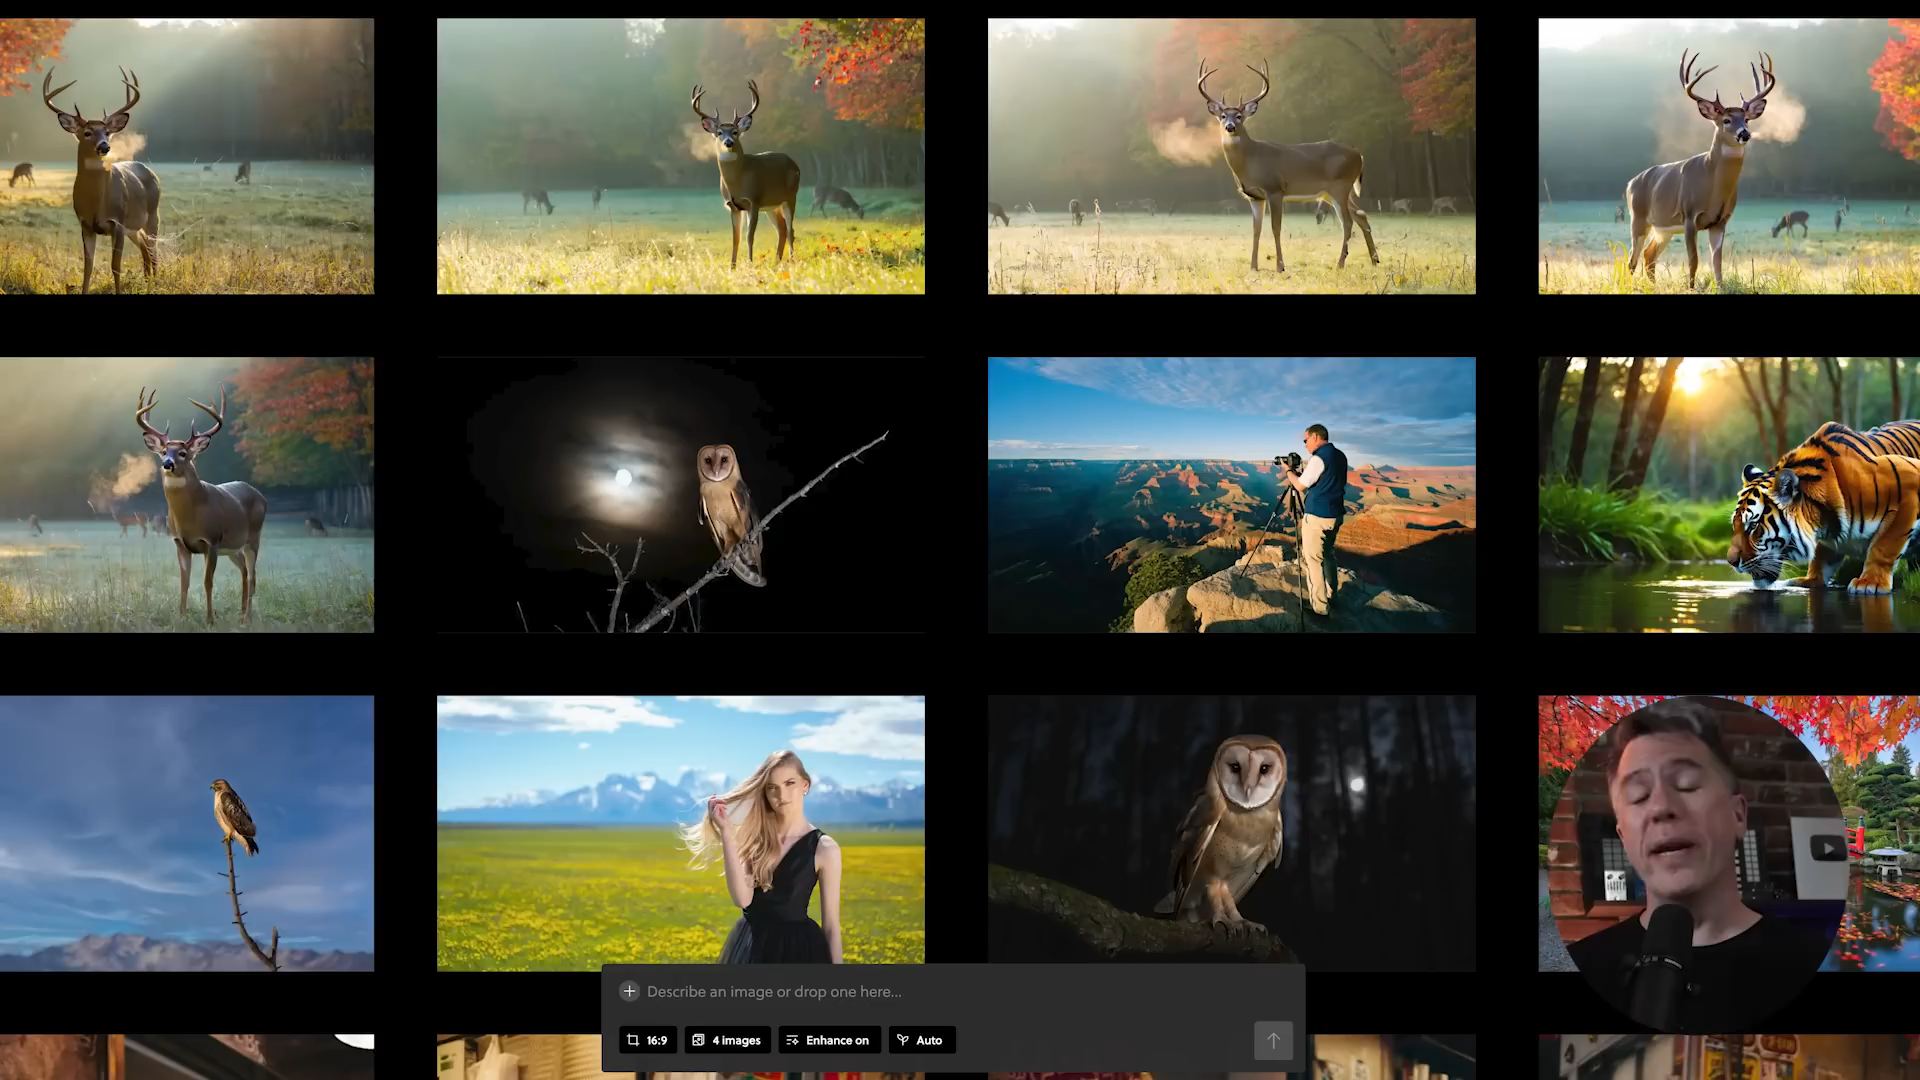 Describe an image or drop one here...
16:9
4 images
Enhance on
Auto